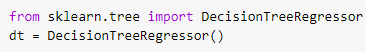 from sklearn.tree import DecisionTreeRegressor
dt = DecisionTreeRegressor()